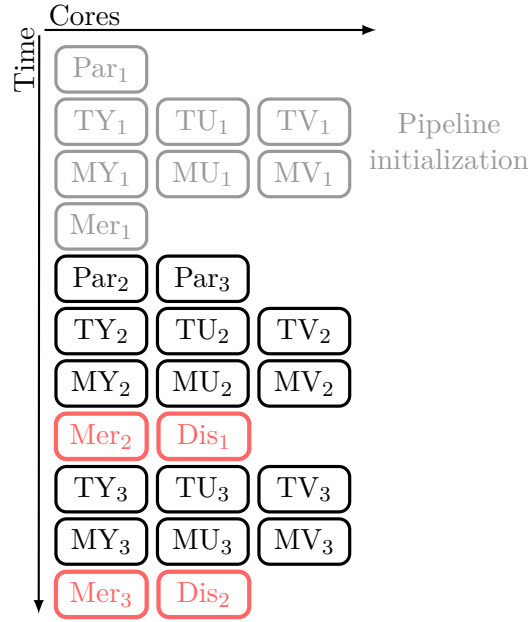 Cores
Time
Par₁
TY₁ TU₁ TV₁
Pipeline
initialization
MY₁ MU₁ MV₁
Mer₁
Par₂ Par₃
TY₂ TU₂ TV₂
MY₂ MU₂ MV₂
Mer₂ Dis₁
TY₃ TU₃ TV₃
MY₃ MU₃ MV₃
Mer₃ Dis₂